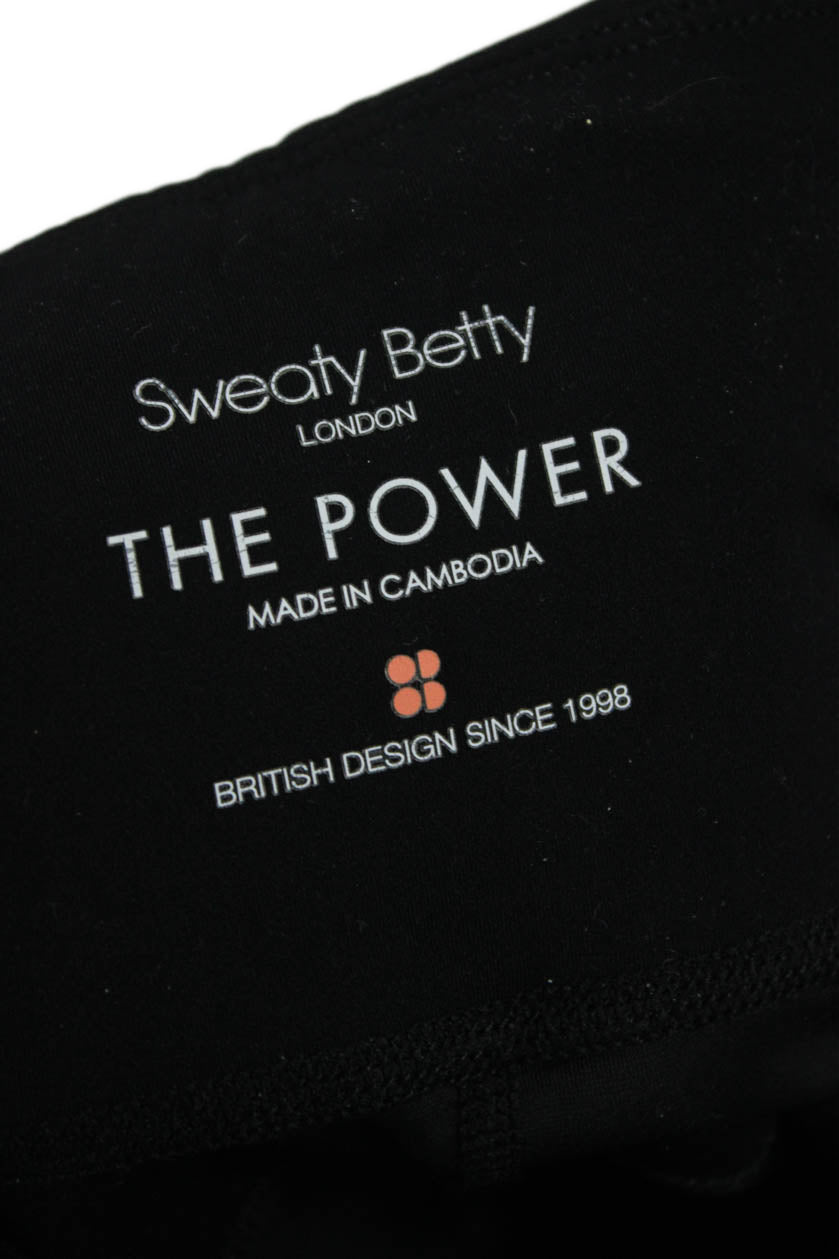 Sweaty Betty
LONDON
THE POWER
MADE IN CAMBODIA
BRITISH DESIGN SINCE 1998